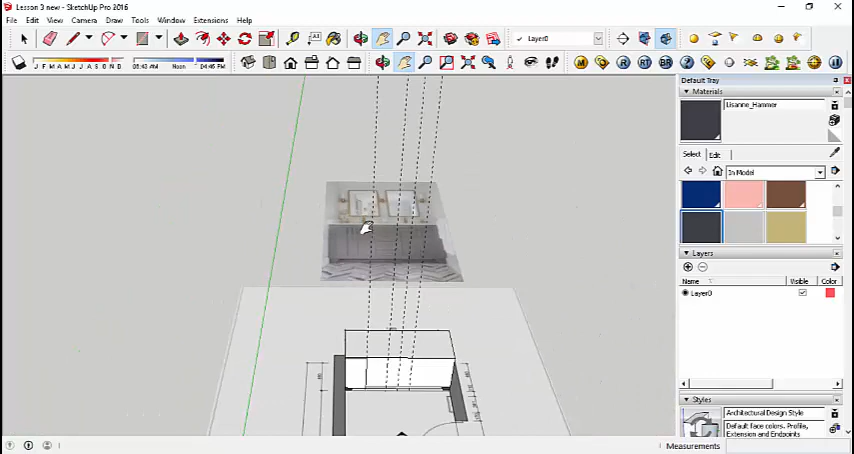 Lesson 3 new - SketchUp Pro 2016
File Edit View Camera Draw Tools Window Extensions Help
Layer0
J F M A M J J A S O N D 06:43 AM Noon 04:46 PM
M R RT BR
Default Tray
Materials
Lisanne_Hammer
Select Edit
In Model
Layers
Name Visible Color
Layer0
Styles
Architectural Design Style
Default face colors. Profile,
Extension and Endpoints
Measurements